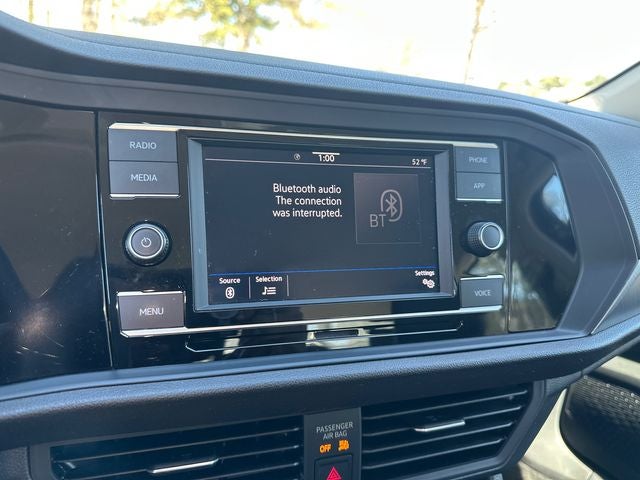 RADIO
MEDIA
MENU
1:00
52 °F
Bluetooth audio
The connection
was interrupted.
BT
Source
Selection
Settings
PHONE
APP
VOICE
PASSENGER
AIR BAG
OFF